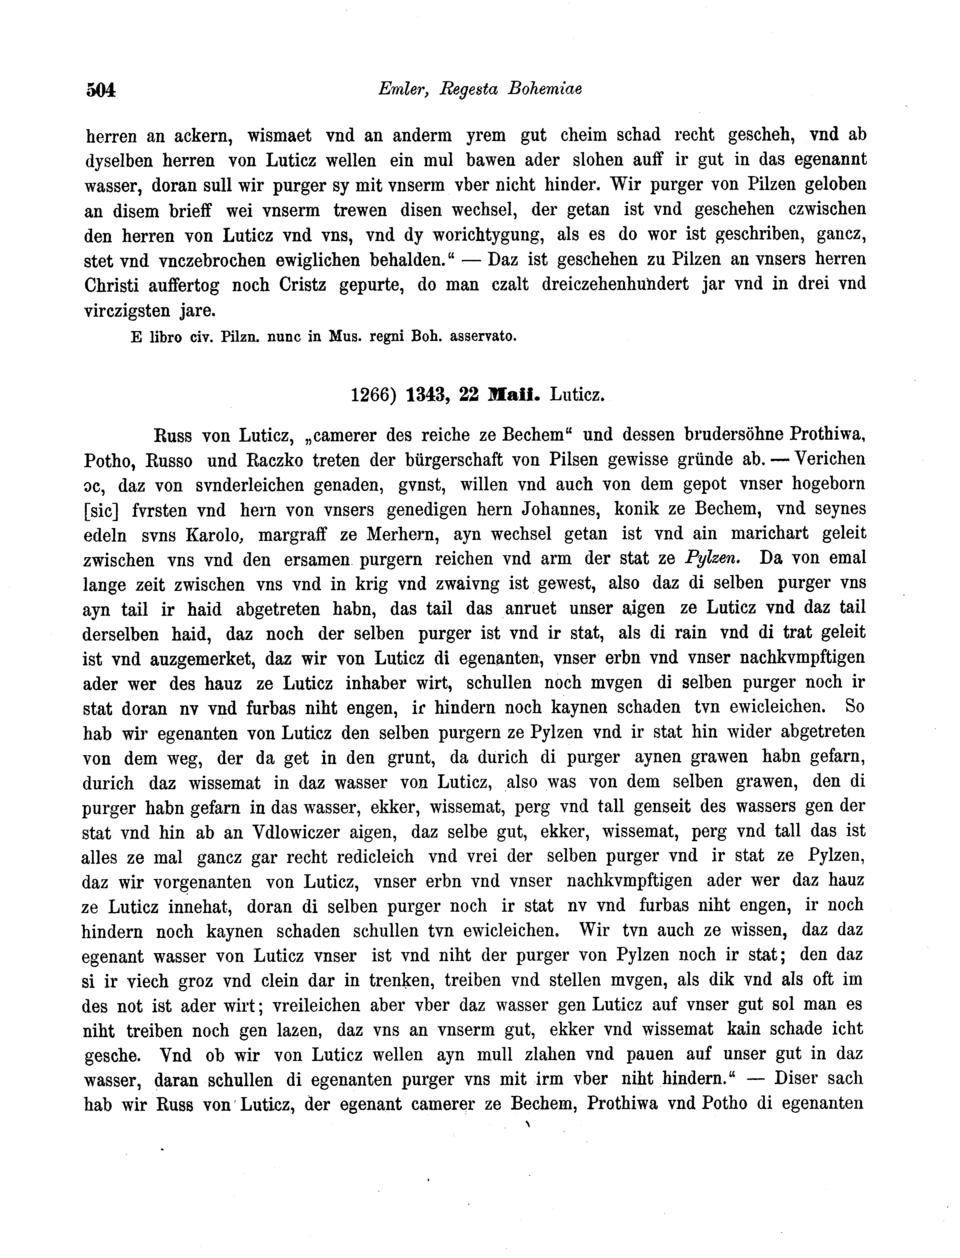 504
Emler, Regesta Bohemiae
herren an ackern, wismaet vnd an anderm yrem gut cheim schad recht gescheh, vnd ab
dyselben herren von Luticz wellen ein mul bawen ader slohen auff ir gut in das egenannt
wasser, doran sull wir purger sy mit vnserm vber nicht hinder. Wir purger von Pilzen geloben
an disem brieff wei vnserm trewen disen wechsel, der getan ist vnd geschehen czwischen
den herren von Luticz vnd vns, vnd dy worichtygung, als es do wor ist geschriben, gancz,
stet vnd vnczebrochen ewiglichen behalden.“ — Daz ist geschehen zu Pilzen an vnsers herren
Christi auffertog noch Cristz gepurte, do man czalt dreiczehenhundert jar vnd in drei vnd
virczigsten jare.
E libro civ. Pilzn. nunc in Mus. regni Boh. asservato.
1266) 1343, 22 Maii. Luticz.
Russ von Luticz, „camerer des reiche ze Bechem“ und dessen brudersöhne Prothiwa,
Potho, Russo und Raczko treten der bürgerschaft von Pilsen gewisse gründe ab. — Verichen
ɔc, daz von svnderleichen genaden, gvnst, willen vnd auch von dem gepot vnser hogeborn
[sic] fvrsten vnd hern von vnsers genedigen hern Johannes, konik ze Bechem, vnd seynes
edeln svns Karolo, margraff ze Merhern, ayn wechsel getan ist vnd ain marichart geleit
zwischen vns vnd den ersamen purgern reichen vnd arm der stat ze Pylzen. Da von emal
lange zeit zwischen vns vnd in krig vnd zwaivng ist gewest, also daz di selben purger vns
ayn tail ir haid abgetreten habn, das tail das anruet unser aigen ze Luticz vnd daz tail
derselben haid, daz noch der selben purger ist vnd ir stat, als di rain vnd di trat geleit
ist vnd auzgemerket, daz wir von Luticz di egenanten, vnser erbn vnd vnser nachkvmpftigen
ader wer des hauz ze Luticz inhaber wirt, schullen noch mvgen di selben purger noch ir
stat doran nv vnd furbas niht engen, ir hindern noch kaynen schaden tvn ewicleichen. So
hab wir egenanten von Luticz den selben purgern ze Pylzen vnd ir stat hin wider abgetreten
von dem weg, der da get in den grunt, da durich di purger aynen grawen habn gefarn,
durich daz wissemat in daz wasser von Luticz, also was von dem selben grawen, den di
purger habn gefarn in das wasser, ekker, wissemat, perg vnd tall genseit des wassers gen der
stat vnd hin ab an Vdlowiczer aigen, daz selbe gut, ekker, wissemat, perg vnd tall das ist
alles ze mal gancz gar recht redicleich vnd vrei der selben purger vnd ir stat ze Pylzen,
daz wir vorgenanten von Luticz, vnser erbn vnd vnser nachkvmpftigen ader wer daz hauz
ze Luticz innehat, doran di selben purger noch ir stat nv vnd furbas niht engen, ir noch
hindern noch kaynen schaden schullen tvn ewicleichen. Wir tvn auch ze wissen, daz daz
egenant wasser von Luticz vnser ist vnd niht der purger von Pylzen noch ir stat; den daz
si ir viech groz vnd clein dar in trenken, treiben vnd stellen mvgen, als dik vnd als oft im
des not ist ader wirt; vreileichen aber vber daz wasser gen Luticz auf vnser gut sol man es
niht treiben noch gen lazen, daz vns an vnserm gut, ekker vnd wissemat kain schade icht
gesche. Vnd ob wir von Luticz wellen ayn mull zlahen vnd pauen auf unser gut in daz
wasser, daran schullen di egenanten purger vns mit irm vber niht hindern.“ — Diser sach
hab wir Russ von Luticz, der egenant camerer ze Bechem, Prothiwa vnd Potho di egenanten